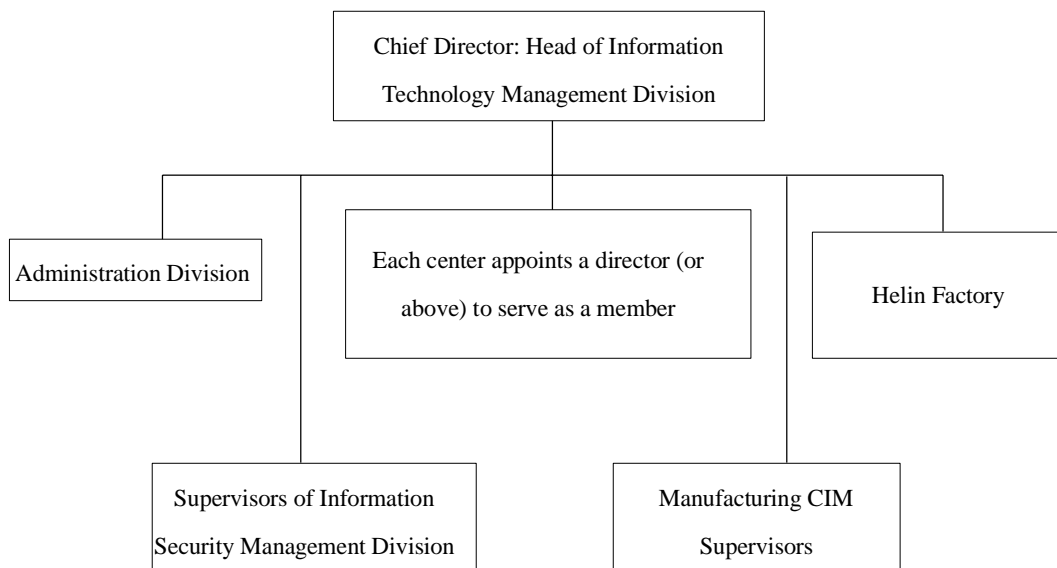 Chief Director: Head of Information
Technology Management Division
Administration Division
Each center appoints a director (or
above) to serve as a member
Helin Factory
Supervisors of Information
Security Management Division
Manufacturing CIM
Supervisors